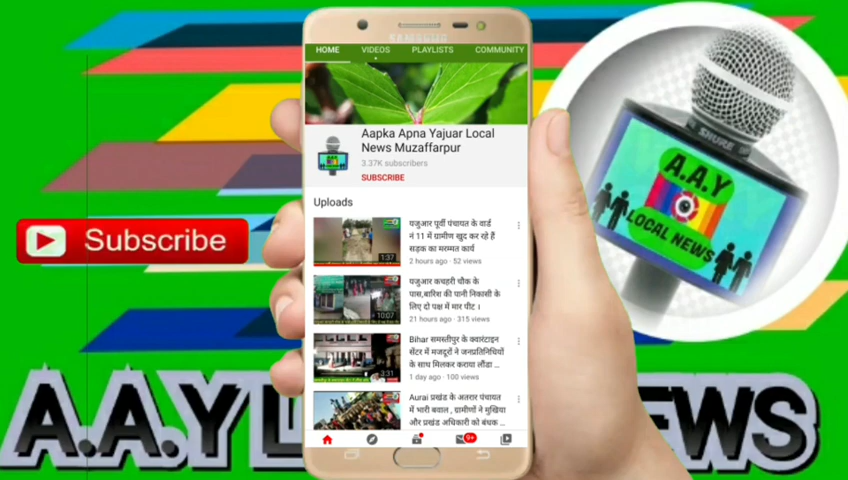 SAMSUNG
HOME VIDEOS PLAYLISTS COMMUNITY
Aapka Apna Yajuar Local
News Muzaffarpur
3.37K subscribers
SUBSCRIBE
Uploads
यजुआर पूर्वी पंचायत के वार्ड
नं 11 में ग्रामीण खुद कर रहे हैं
सड़क का मरम्मत कार्य
1:37
2 hours ago · 52 views
यजुआर कचहरी चौक के
पास,बारिश की पानी निकासी के
लिए दो पक्ष में मार पीट ।
10:07
21 hours ago · 315 views
Bihar समस्तीपुर के क्वारंटाइन
सेंटर में मजदूरों ने जनप्रतिनिधियों
के साथ मिलकर कराया लौंडा ...
3:31
1 day ago · 100 views
Aurai प्रखंड के अतरार पंचायत
में भारी बवाल , ग्रामीणों ने मुखिया
और प्रखंड अधिकारी को बंधक ...
9+
Subscribe
SHURE
A.A.Y
LOCAL NEWS
A.A.Y L NEWS